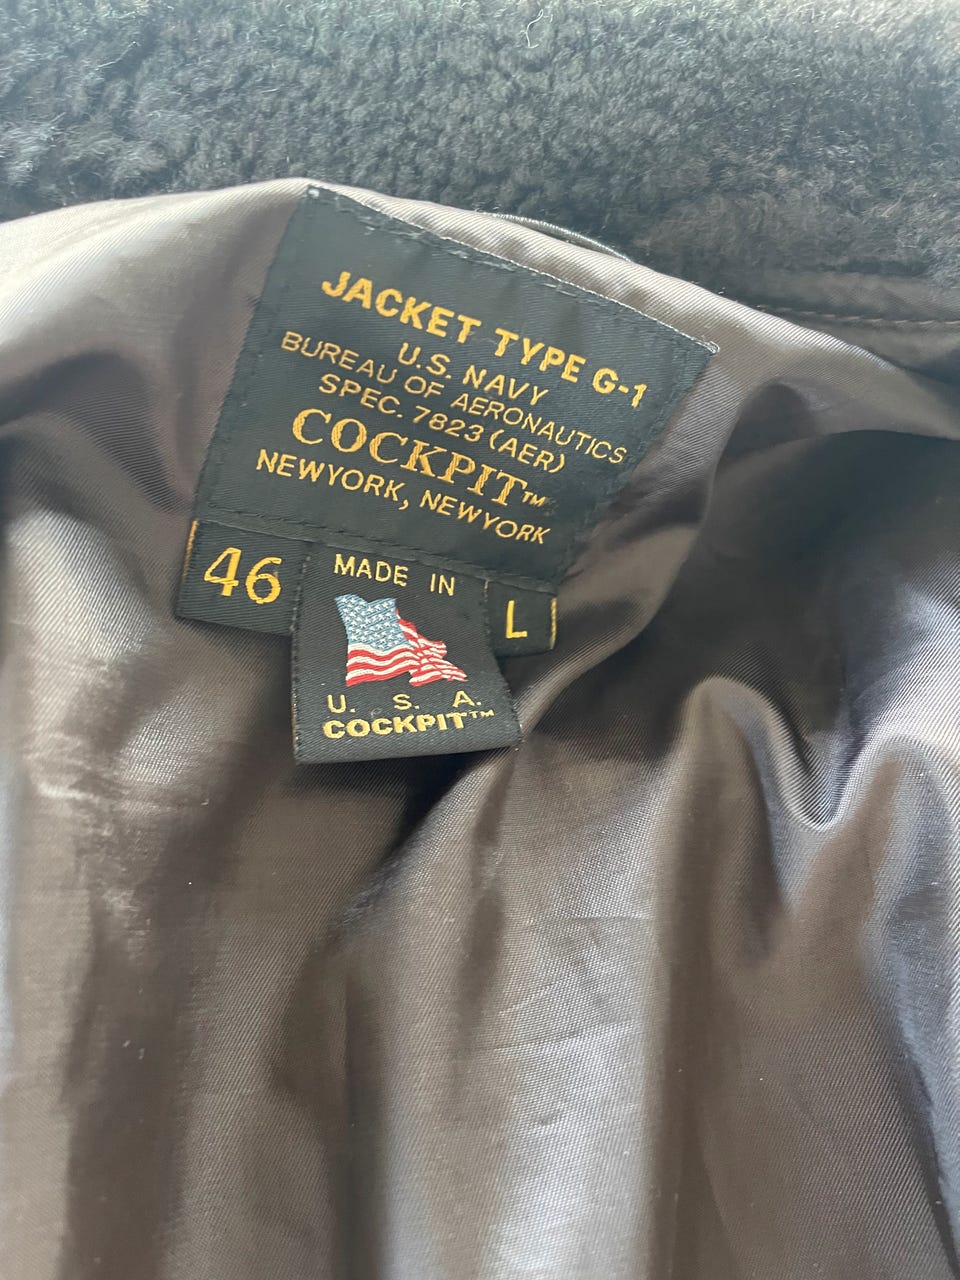 JACKET TYPE G-1
U.S. NAVY
BUREAU OF AERONAUTICS
SPEC. 7823 (AER)
COCKPIT™
NEWYORK, NEWYORK
46
MADE IN
L
U. S. A.
COCKPIT™